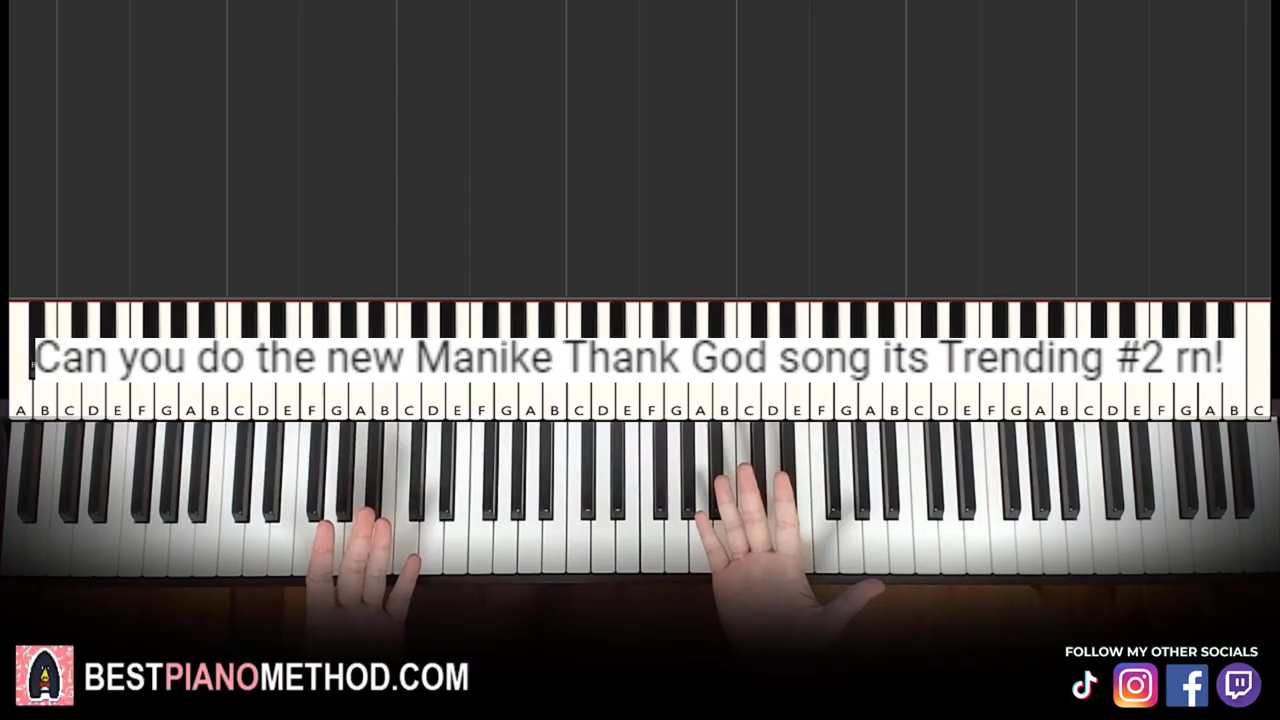 Can you do the new Manike Thank God song its Trending #2 rn!
A B C D E F G A B C D E F G A B C D E F G A B C D E F G A B C D E F G A B C D E F G A B C D E F G A B C
FOLLOW MY OTHER SOCIALS
BESTPIANOMETHOD.COM